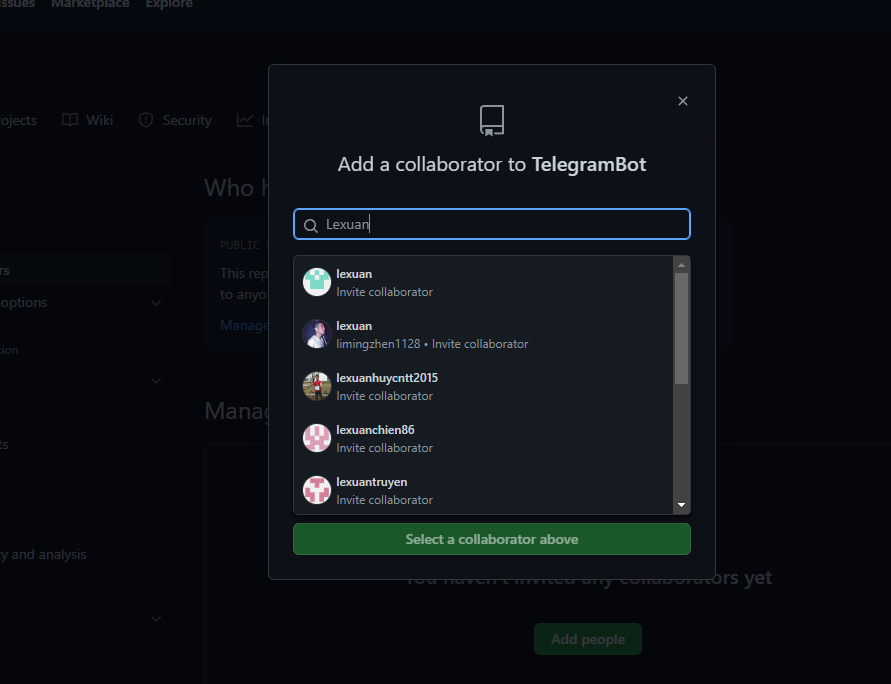 ssues Marketplace Explore
ojects Wiki Security In
Add a collaborator to TelegramBot
Who h
Lexuan
PUBLIC
This rep
to anyo
Manage
rs
options
tion
lexuan
Invite collaborator
lexuan
limingzhen1128 • Invite collaborator
lexuanhuycntt2015
Invite collaborator
Manag
lexuanchien86
Invite collaborator
ts
lexuantruyen
Invite collaborator
Select a collaborator above
y and analysis
You haven't invited any collaborators yet
Add people